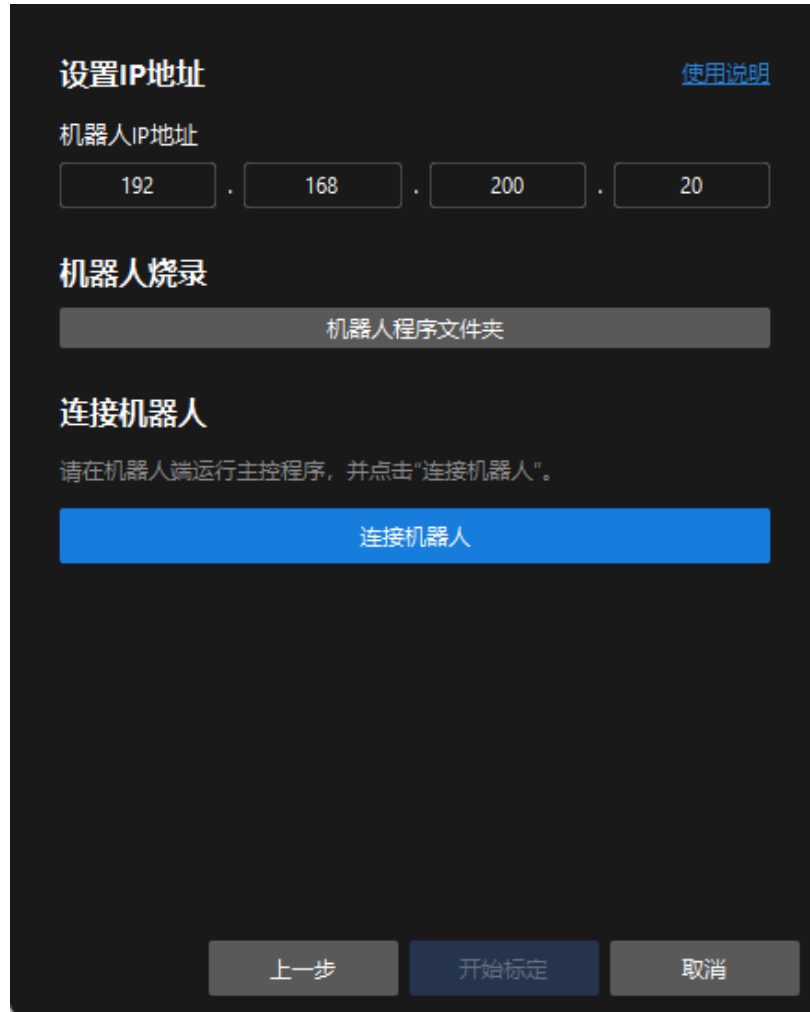 设置IP地址 使用说明
机器人IP地址
192 . 168 . 200 . 20
机器人烧录
机器人程序文件夹
连接机器人
请在机器人端运行主控程序，并点击“连接机器人“。
连接机器人
上一步 开始标定 取消